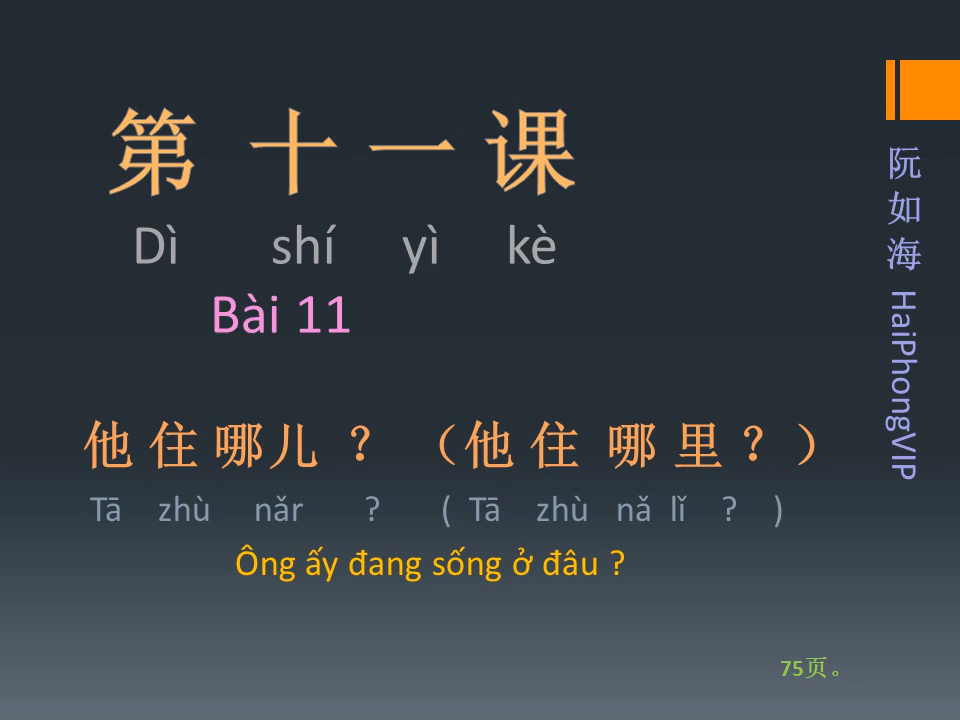 第 十 一 课
Dì shí yì kè
Bài 11
他 住 哪儿 ？ （他 住 哪 里 ？）
Tā zhù nǎr ? ( Tā zhù nǎ lǐ ? )
Ông ấy đang sống ở đâu ?
75页。
阮如海 HaiPhongVIP